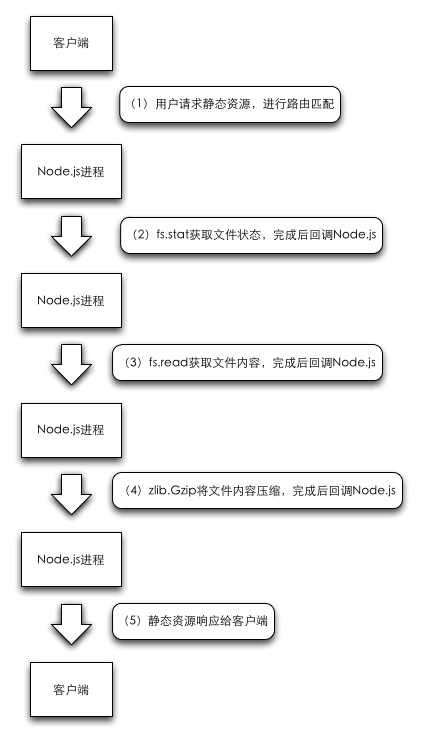 客户端
（1）用户请求静态资源，进行路由匹配
Node.js进程
（2）fs.stat获取文件状态，完成后回调Node.js
Node.js进程
（3）fs.read获取文件内容，完成后回调Node.js
Node.js进程
（4）zlib.Gzip将文件内容压缩，完成后回调Node.js
Node.js进程
（5）静态资源响应给客户端
客户端